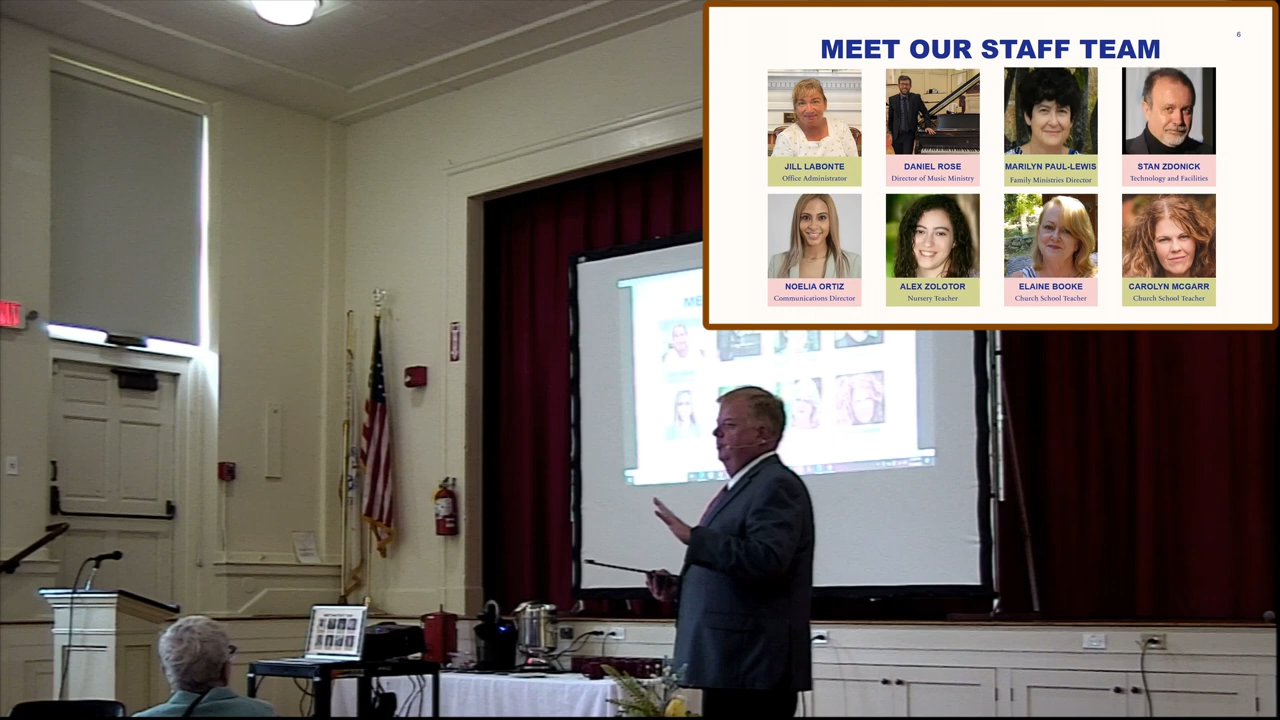 6
MEET OUR STAFF TEAM
JILL LABONTE
Office Administrator
DANIEL ROSE
Director of Music Ministry
MARILYN PAUL-LEWIS
Family Ministries Director
STAN ZDONICK
Technology and Facilities
NOELIA ORTIZ
Communications Director
ALEX ZOLOTOR
Nursery Teacher
ELAINE BOOKE
Church School Teacher
CAROLYN MCGARR
Church School Teacher